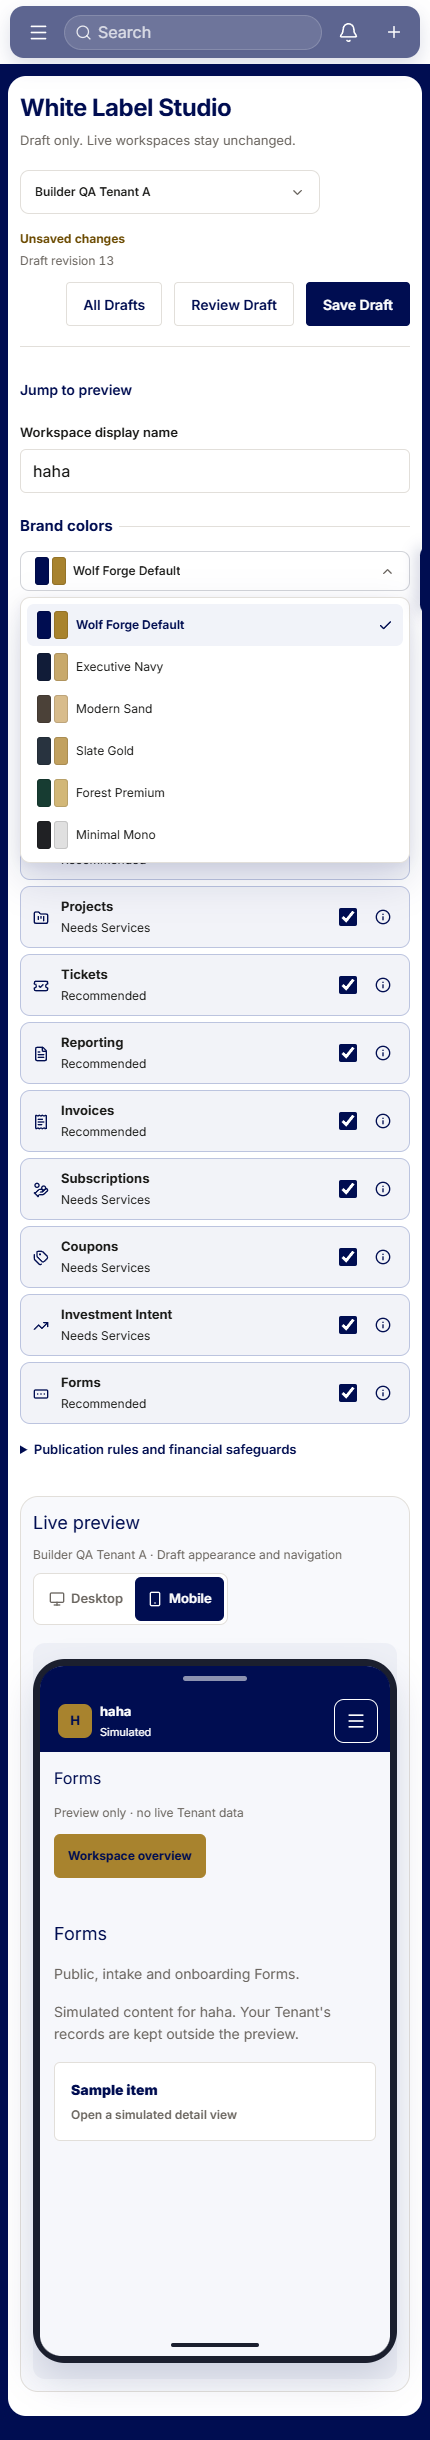 Search
White Label Studio
Draft only. Live workspaces stay unchanged.
Builder QA Tenant A
Unsaved changes
Draft revision 13
All Drafts
Review Draft
Save Draft
Jump to preview
Workspace display name
haha
Brand colors
Wolf Forge Default
Wolf Forge Default
Executive Navy
Modern Sand
Slate Gold
Forest Premium
Minimal Mono
Projects
Needs Services
Tickets
Recommended
Reporting
Recommended
Invoices
Recommended
Subscriptions
Needs Services
Coupons
Needs Services
Investment Intent
Needs Services
Forms
Recommended
Publication rules and financial safeguards
Live preview
Builder QA Tenant A · Draft appearance and navigation
Desktop
Mobile
H
haha
Simulated
Forms
Preview only · no live Tenant data
Workspace overview
Forms
Public, intake and onboarding Forms.
Simulated content for haha. Your Tenant's
records are kept outside the preview.
Sample item
Open a simulated detail view